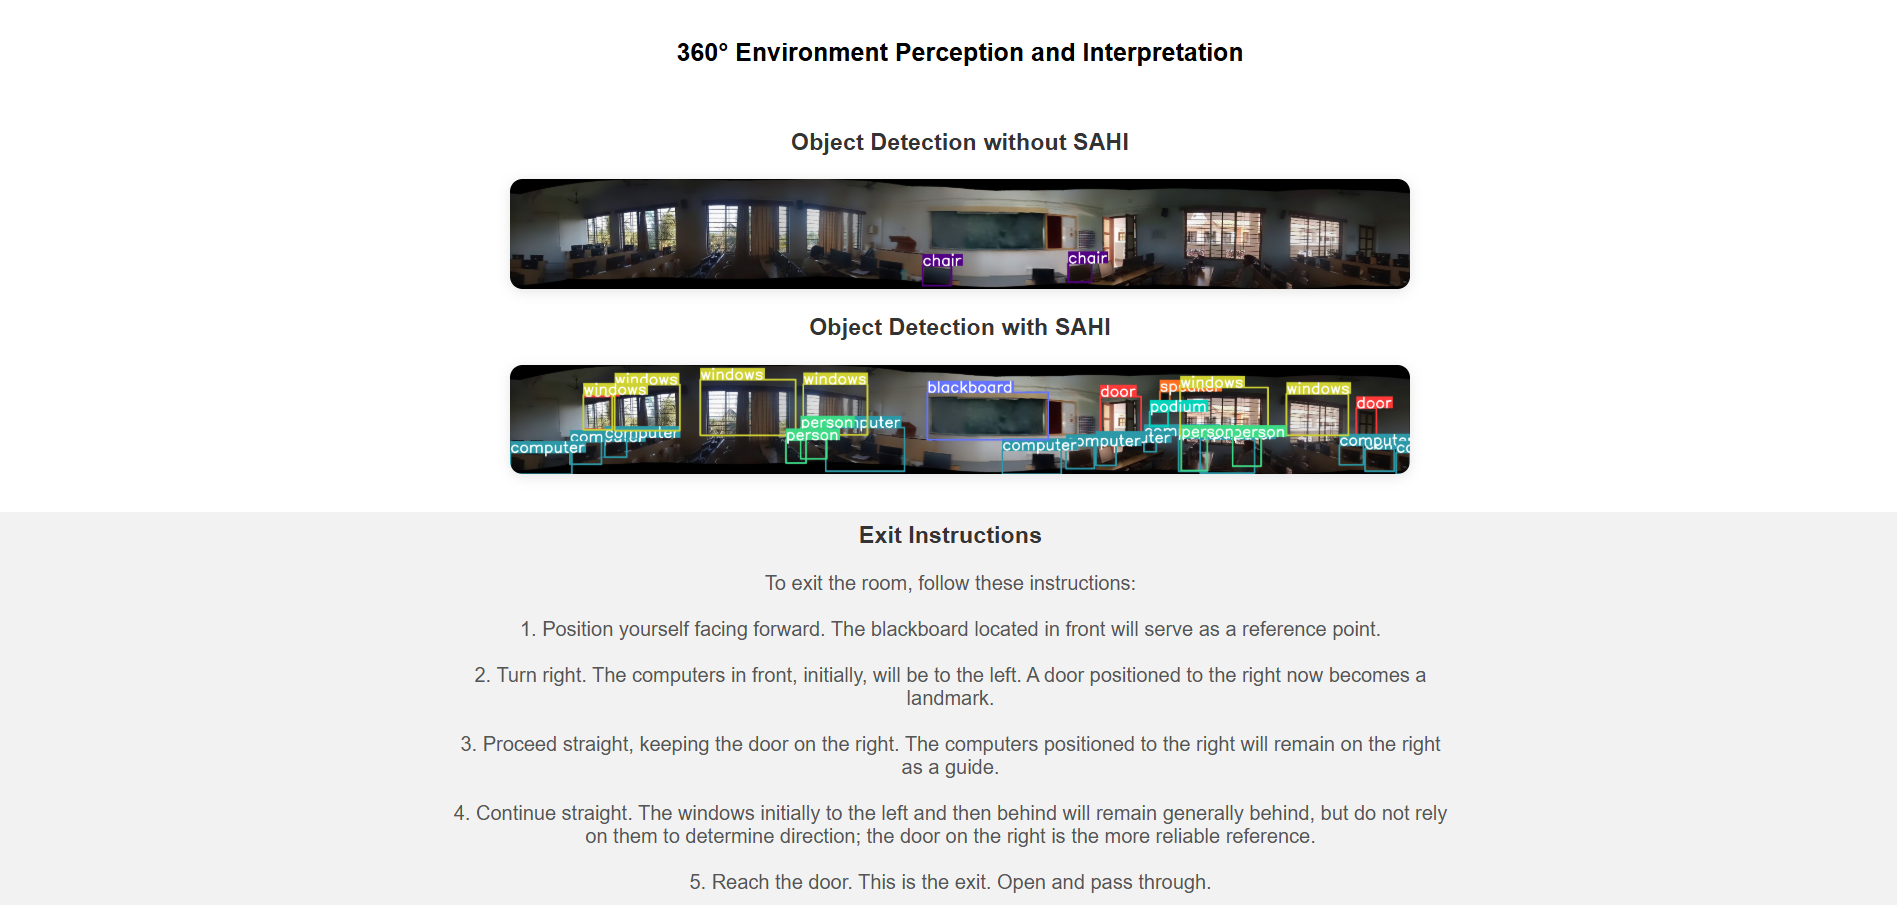 360° Environment Perception and Interpretation
Object Detection without SAHI
chair
chair
Object Detection with SAHI
windows
windows
windows
windows
blackboard
door
windows
windows
door
podium
person
person
computer
computer
computer
computer
person
computer
Exit Instructions
To exit the room, follow these instructions:
1. Position yourself facing forward. The blackboard located in front will serve as a reference point.
2. Turn right. The computers in front, initially, will be to the left. A door positioned to the right now becomes a
landmark.
3. Proceed straight, keeping the door on the right. The computers positioned to the right will remain on the right
as a guide.
4. Continue straight. The windows initially to the left and then behind will remain generally behind, but do not rely
on them to determine direction; the door on the right is the more reliable reference.
5. Reach the door. This is the exit. Open and pass through.